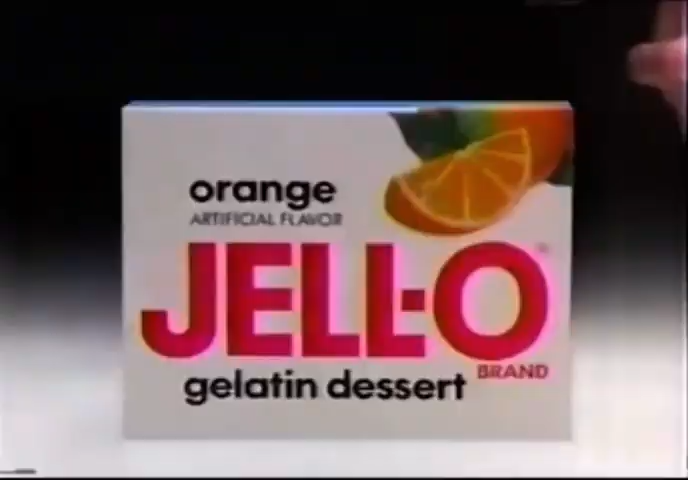 orange
ARTIFICIAL FLAVOR
JELL-O
BRAND
gelatin dessert